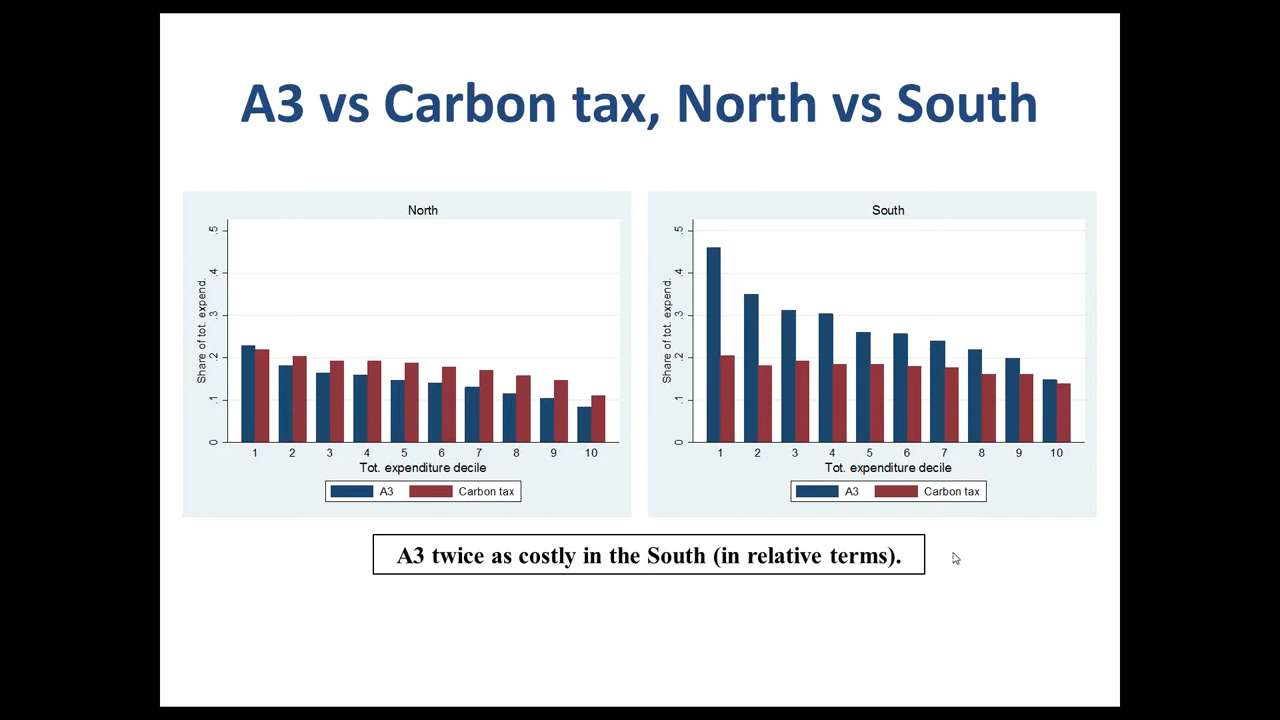 A3 vs Carbon tax, North vs South
North
Share of tot. expend.
.5
.4
.3
.2
.1
0
1 2 3 4 5 6 7 8 9 10
Tot. expenditure decile
A3 Carbon tax
South
Share of tot. expend.
.5
.4
.3
.2
.1
0
1 2 3 4 5 6 7 8 9 10
Tot. expenditure decile
A3 Carbon tax
A3 twice as costly in the South (in relative terms).